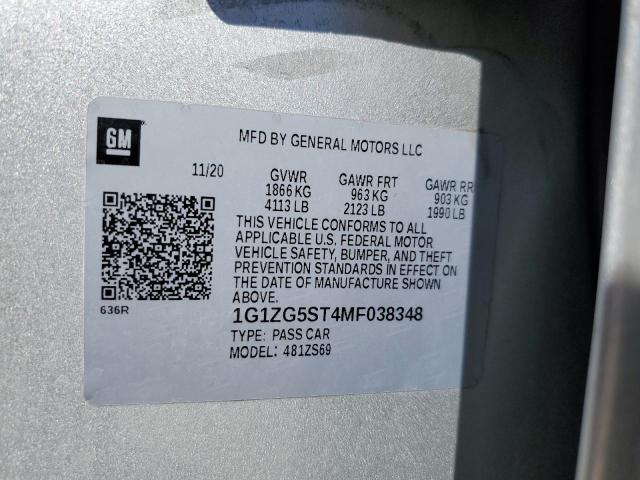 GM
MFD BY GENERAL MOTORS LLC
11/20 GVWR GAWR FRT GAWR RR
1866 KG 963 KG 903 KG
4113 LB 2123 LB 1990 LB
THIS VEHICLE CONFORMS TO ALL
APPLICABLE U.S. FEDERAL MOTOR
VEHICLE SAFETY, BUMPER, AND THEFT
PREVENTION STANDARDS IN EFFECT ON
THE DATE OF MANUFACTURE SHOWN
ABOVE.
636R
1G1ZG5ST4MF038348
TYPE: PASS CAR
MODEL: 481ZS69